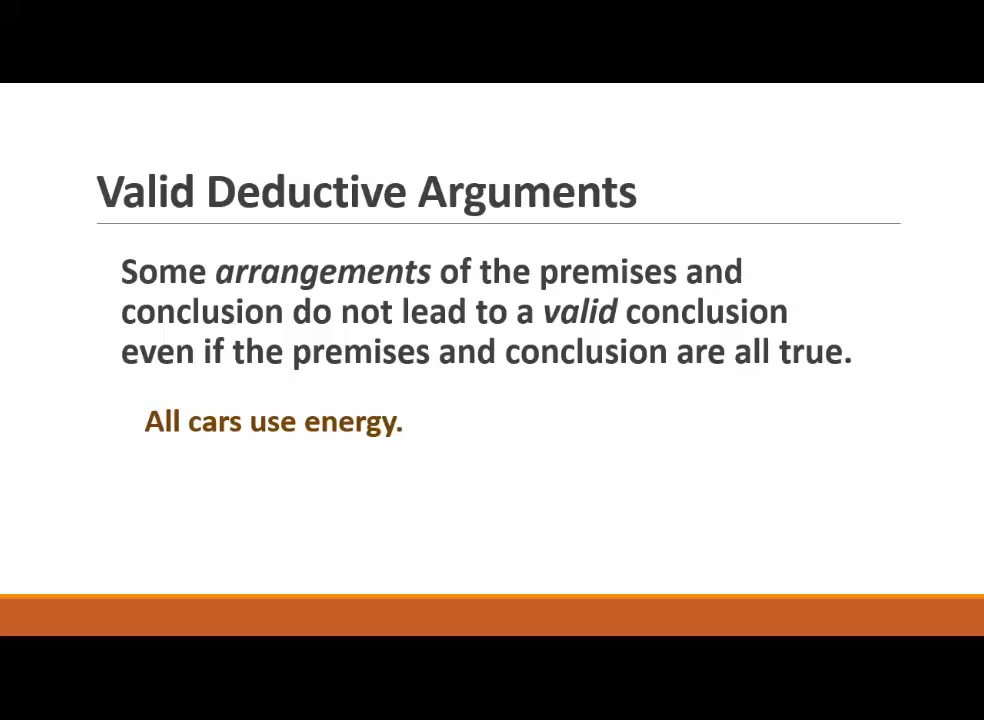 Valid Deductive Arguments
Some arrangements of the premises and
conclusion do not lead to a valid conclusion
even if the premises and conclusion are all true.
All cars use energy.